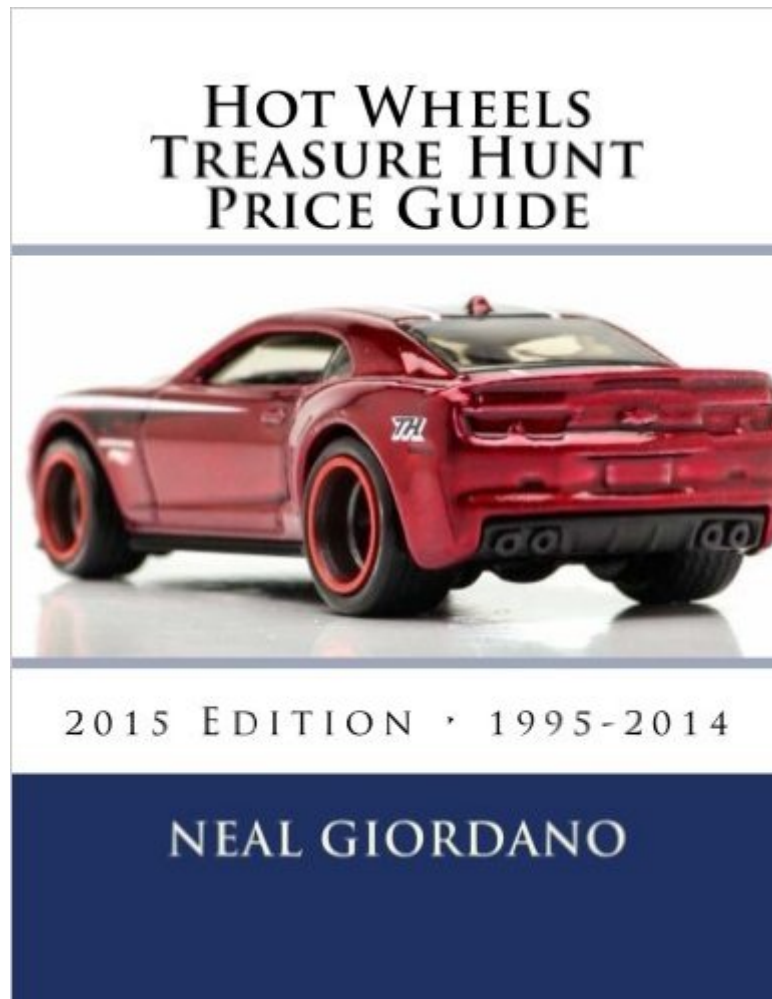 HOT WHEELS
TREASURE HUNT
PRICE GUIDE
TH
2015 EDITION · 1995-2014
NEAL GIORDANO